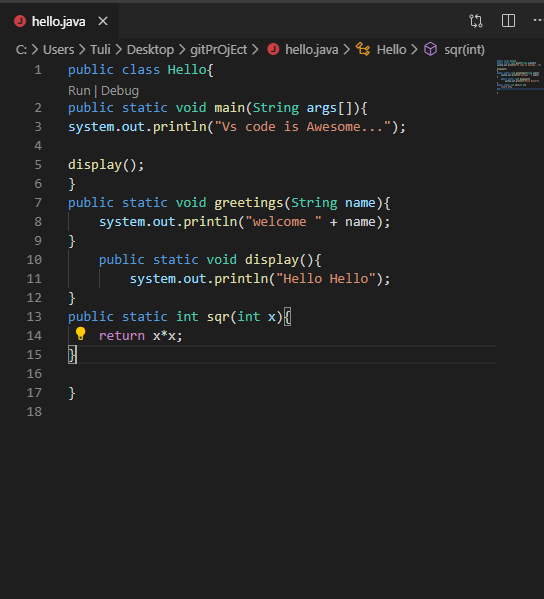 hello.java
C: > Users > Tuli > Desktop > gitPrOjEct > hello.java > Hello > sqr(int)
1 public class Hello{
Run | Debug
2 public static void main(String args[]){
3 system.out.println("Vs code is Awesome...");
4
5 display();
6 }
7 public static void greetings(String name){
8 system.out.println("welcome " + name);
9 }
10 public static void display(){
11 system.out.println("Hello Hello");
12 }
13 public static int sqr(int x){
14 return x*x;
15 }
16
17 }
18